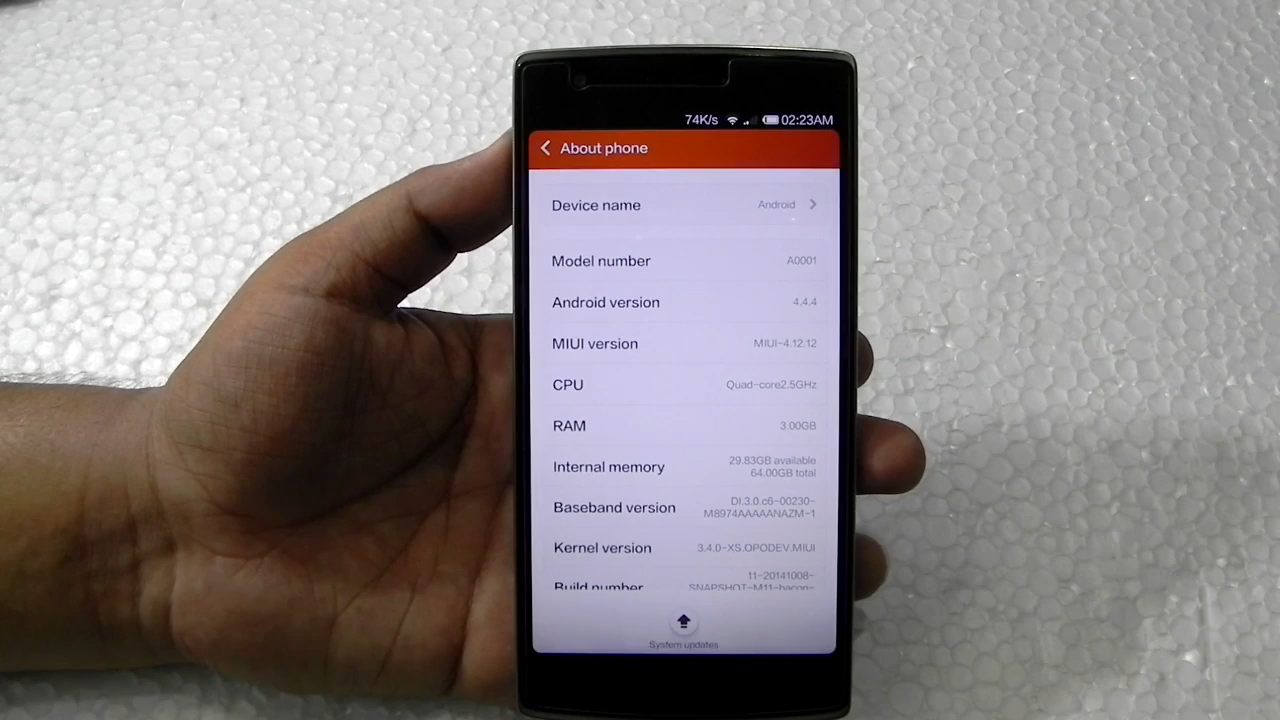 74K/s 02:23AM
About phone
Device name Android
Model number A0001
Android version 4.4.4
MIUI version MIUI-4.12.12
CPU Quad-core2.5GHz
RAM 3.00GB
Internal memory 29.83GB available
64.00GB total
Baseband version DI.3.0.c6-00230-
M8974AAAAANAZM-1
Kernel version 3.4.0-XS.OPODEV.MIUI
Build number 11-20141008-
SNAPSHOT-M11-bacon-
System updates